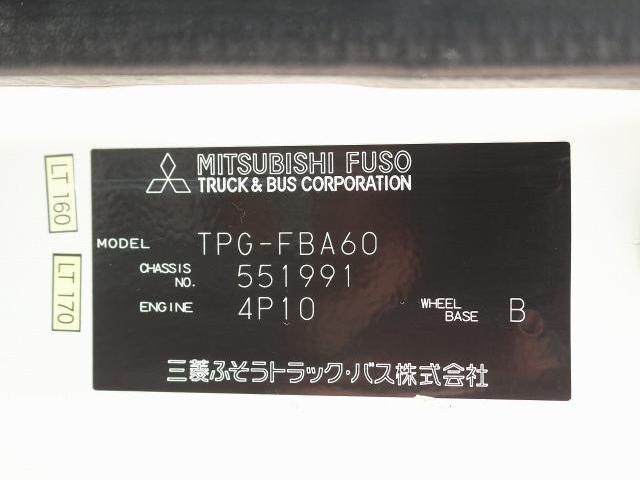 MITSUBISHI FUSO
TRUCK & BUS CORPORATION
LT 160
LT 170
MODEL TPG-FBA60
CHASSIS NO. 551991
ENGINE 4P10 WHEEL BASE B
三菱ふそうトラック・バス株式会社